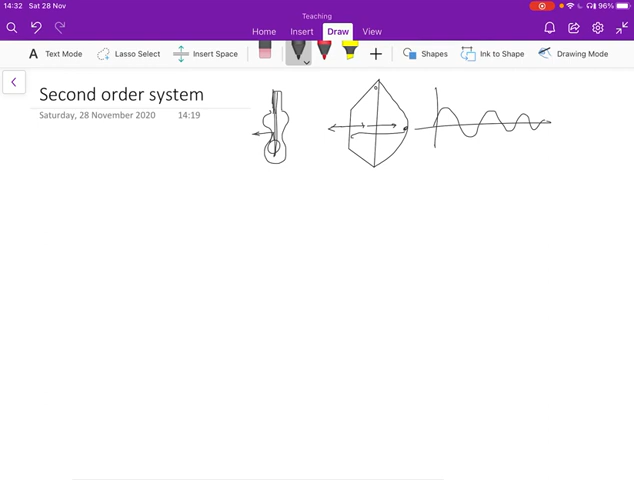 14:32 Sat 28 Nov
96%
Teaching
Home Insert Draw View
A Text Mode Lasso Select Insert Space Shapes Ink to Shape Drawing Mode
Second order system
Saturday, 28 November 2020 14:19